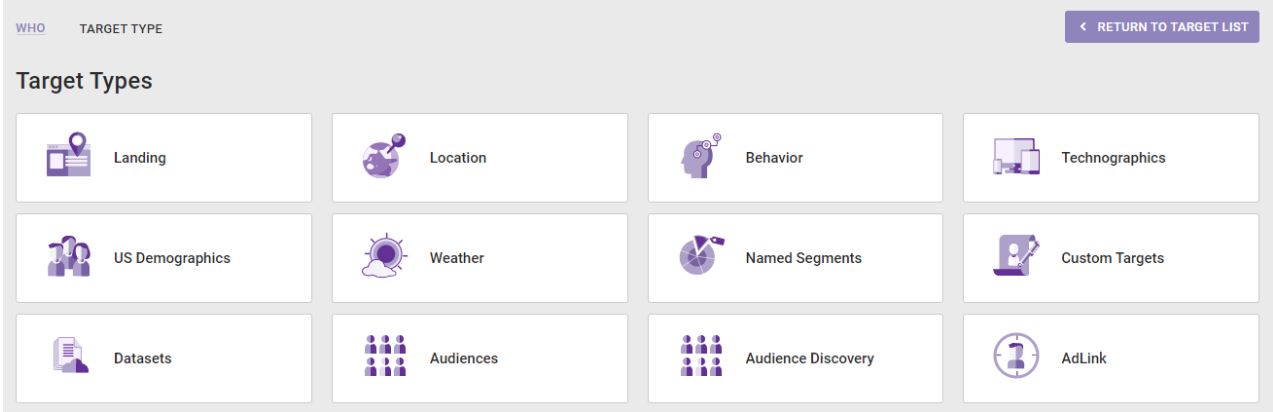 WHO TARGET TYPE
RETURN TO TARGET LIST
Target Types
Landing
Location
Behavior
Technographics
US Demographics
Weather
Named Segments
Custom Targets
Datasets
Audiences
Audience Discovery
AdLink